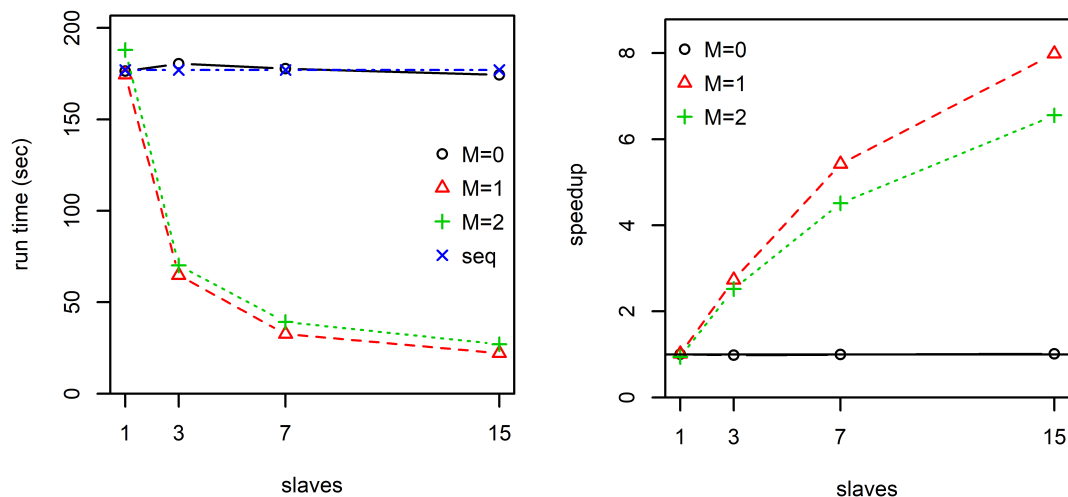 run time (sec)
200
150
100
50
0
M=0
M=1
M=2
seq
1 3 7 15
slaves
speedup
8
6
4
2
0
M=0
M=1
M=2
1 3 7 15
slaves